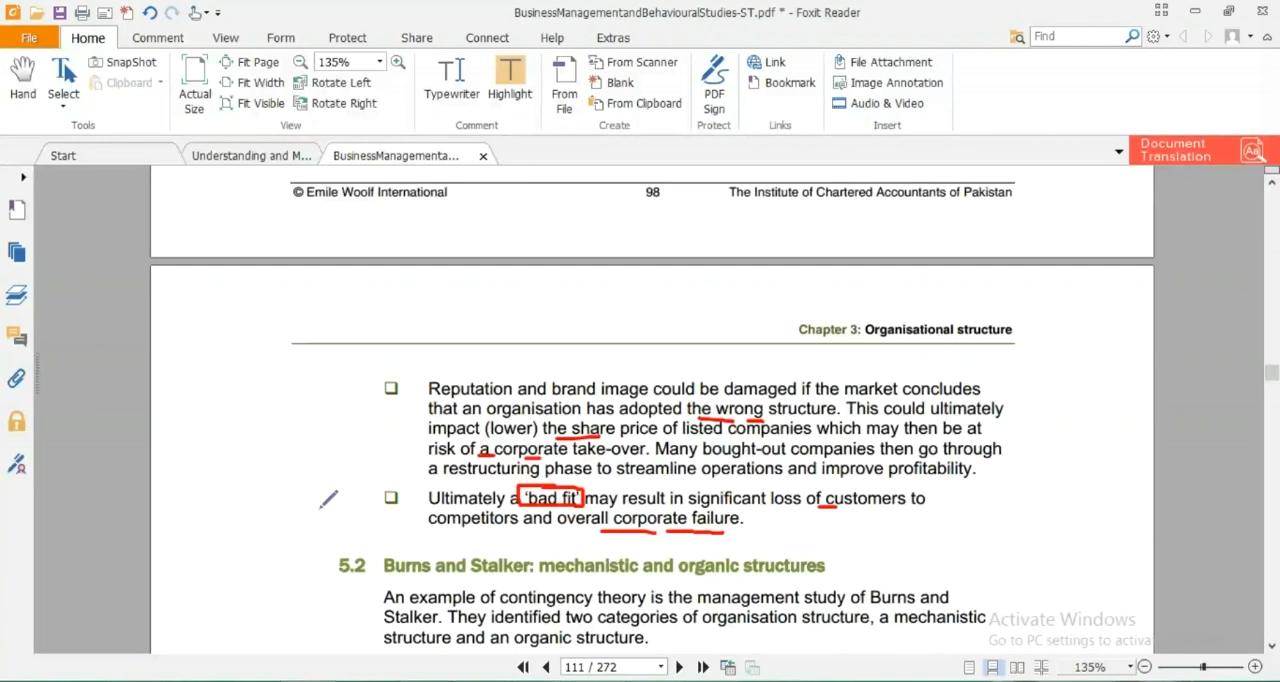 BusinessManagementandBehaviouralStudies-ST.pdf * - Foxit Reader
File Home Comment View Form Protect Share Connect Help Extras Find
Hand
Select
SnapShot
Clipboard
Tools
Actual Size
Fit Page
Fit Width
Fit Visible
135%
Rotate Left
Rotate Right
View
Typewriter
Highlight
Comment
From File
From Scanner
Blank
From Clipboard
Create
PDF Sign
Protect
Link
Bookmark
Links
File Attachment
Image Annotation
Audio & Video
Insert
Start Understanding and M... BusinessManagementa...
Document Translation
© Emile Woolf International 98 The Institute of Chartered Accountants of Pakistan
Chapter 3: Organisational structure
Reputation and brand image could be damaged if the market concludes
that an organisation has adopted the wrong structure. This could ultimately
impact (lower) the share price of listed companies which may then be at
risk of a corporate take-over. Many bought-out companies then go through
a restructuring phase to streamline operations and improve profitability.
Ultimately a ‘bad fit’ may result in significant loss of customers to
competitors and overall corporate failure.
5.2 Burns and Stalker: mechanistic and organic structures
An example of contingency theory is the management study of Burns and
Stalker. They identified two categories of organisation structure, a mechanistic
structure and an organic structure.
Activate Windows
Go to PC settings to activa
111 / 272 135%